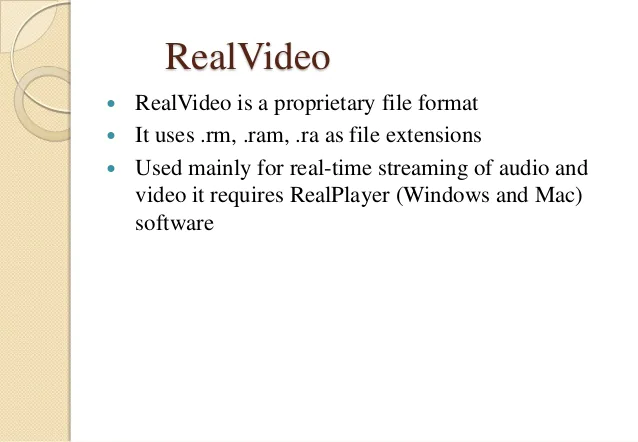 RealVideo
RealVideo is a proprietary file format
It uses .rm, .ram, .ra as file extensions
Used mainly for real-time streaming of audio and
video it requires RealPlayer (Windows and Mac)
software